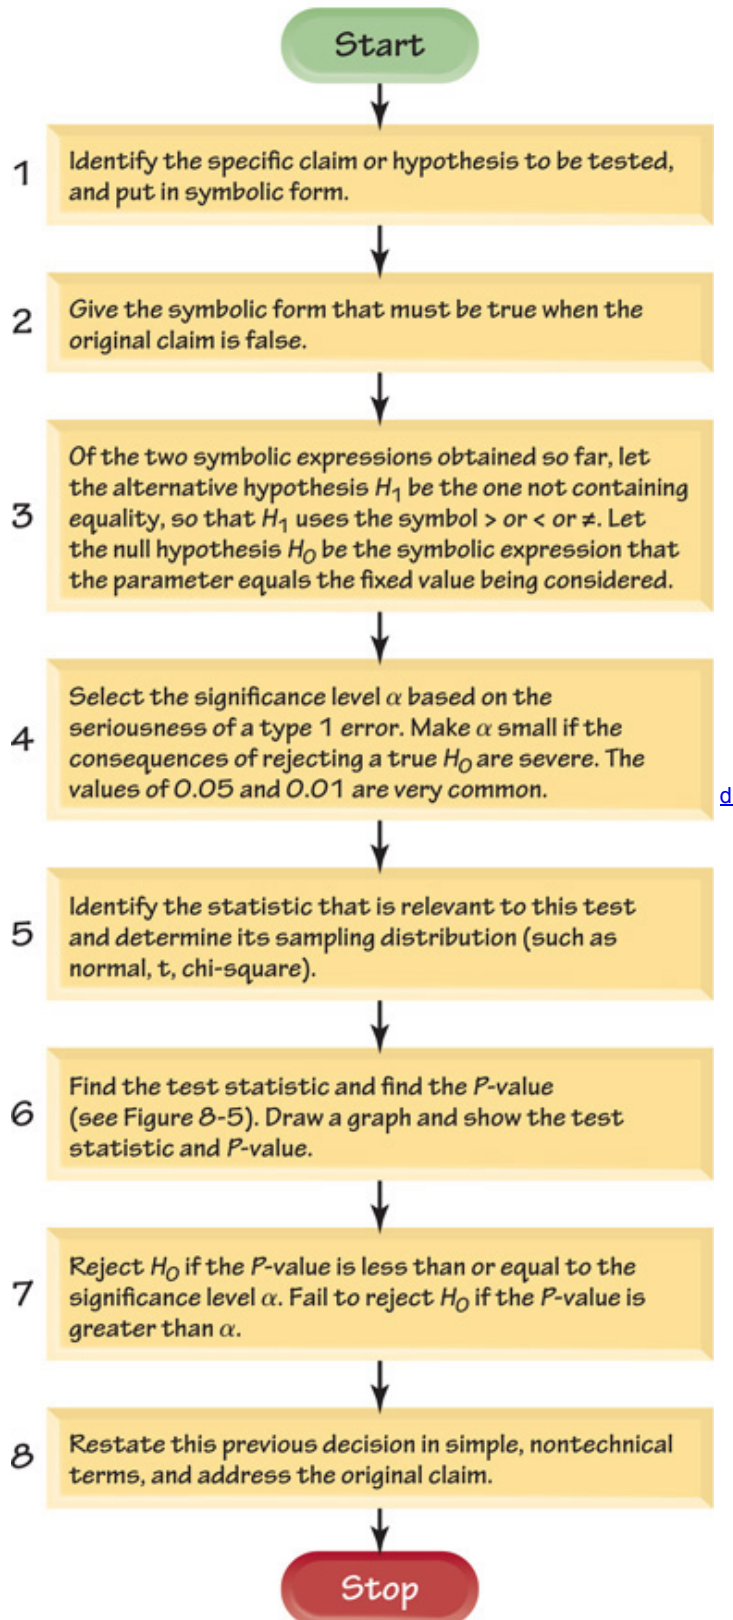 Start
1
Identify the specific claim or hypothesis to be tested,
and put in symbolic form.
2
Give the symbolic form that must be true when the
original claim is false.
3
Of the two symbolic expressions obtained so far, let
the alternative hypothesis H₁ be the one not containing
equality, so that H₁ uses the symbol > or < or ≠. Let
the null hypothesis H₀ be the symbolic expression that
the parameter equals the fixed value being considered.
4
Select the significance level α based on the
seriousness of a type 1 error. Make α small if the
consequences of rejecting a true H₀ are severe. The
values of 0.05 and 0.01 are very common.
d
5
Identify the statistic that is relevant to this test
and determine its sampling distribution (such as
normal, t, chi-square).
6
Find the test statistic and find the P-value
(see Figure 8-5). Draw a graph and show the test
statistic and P-value.
7
Reject H₀ if the P-value is less than or equal to the
significance level α. Fail to reject H₀ if the P-value is
greater than α.
8
Restate this previous decision in simple, nontechnical
terms, and address the original claim.
Stop